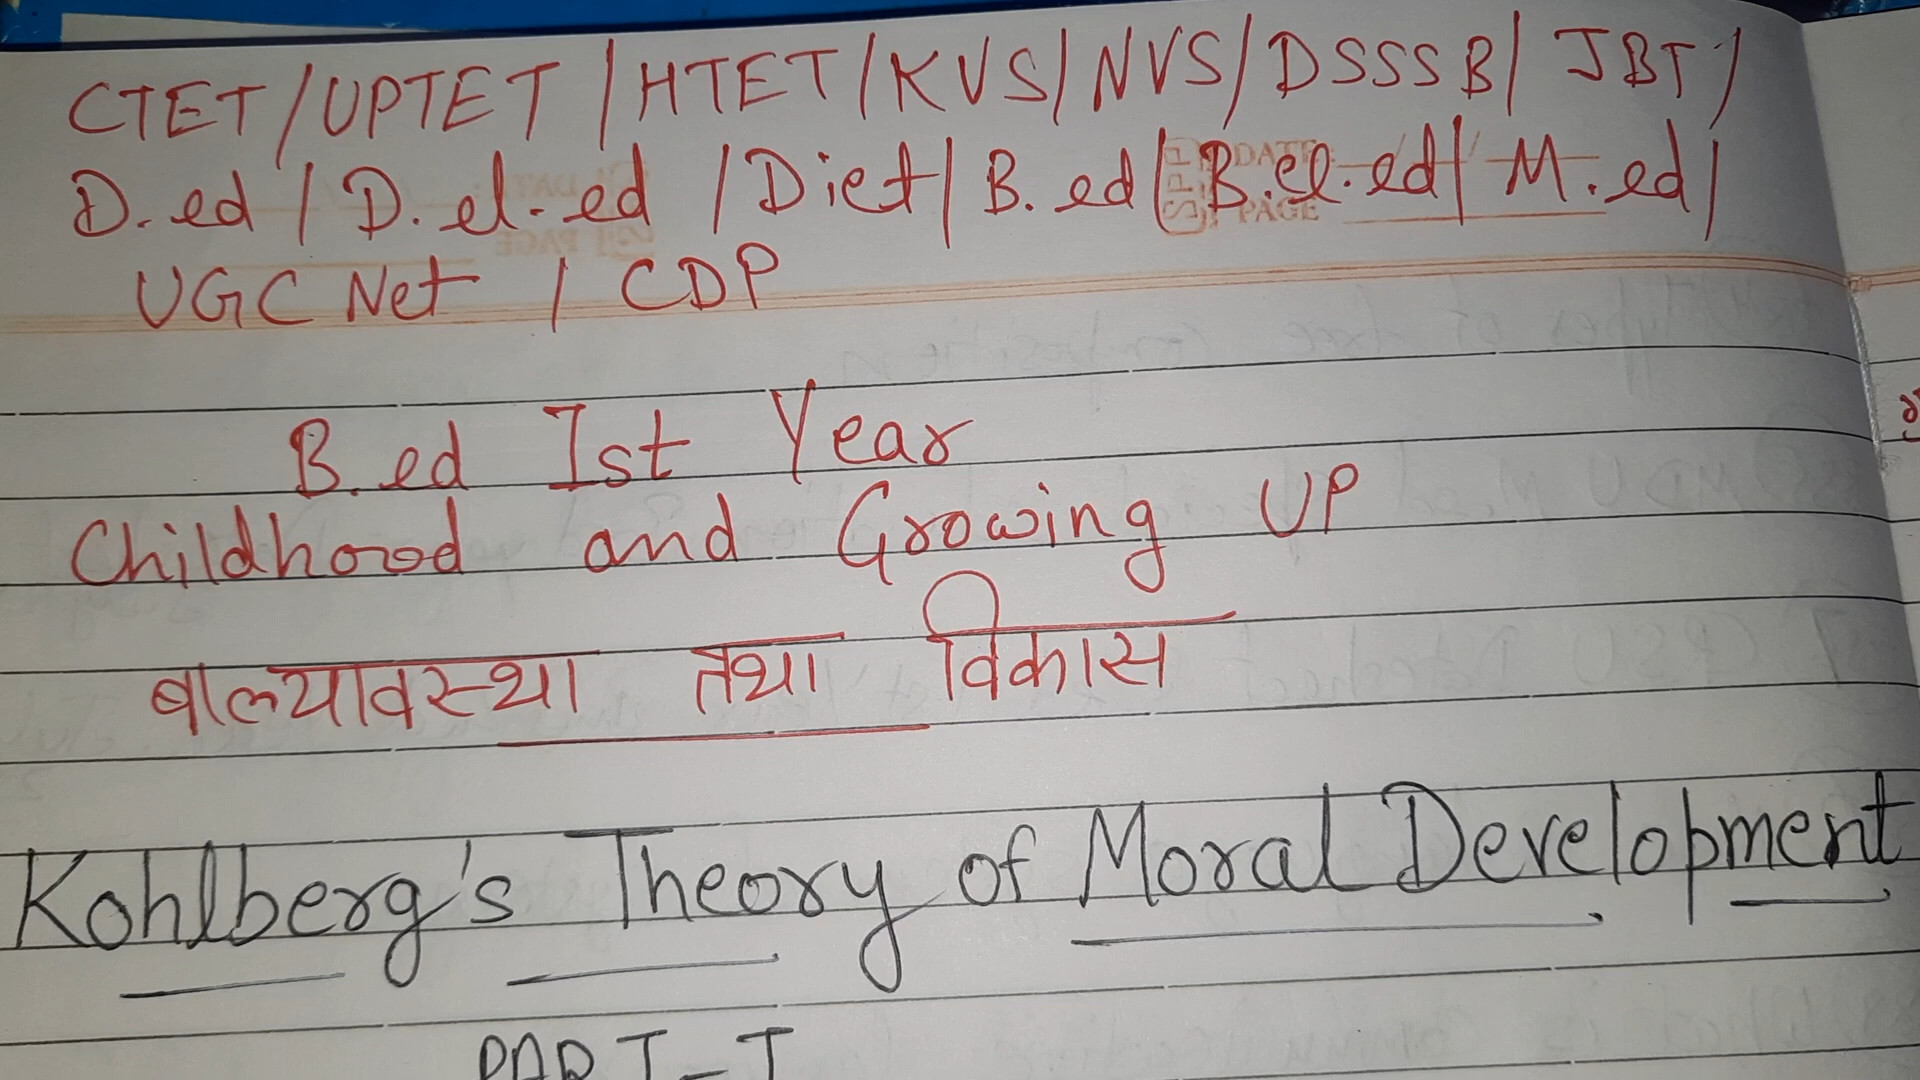 CTET/UPTET/HTET/KVS/NVS/DSSSB/JBT/
D.ed/D.el.ed/Diet/B.ed/B.el.ed/M.ed/
UGC Net/CDP
B.ed Ist Year
Childhood and Growing UP
बाल्यावस्था तथा विकास
Kohlberg's Theory of Moral Development
PART-I